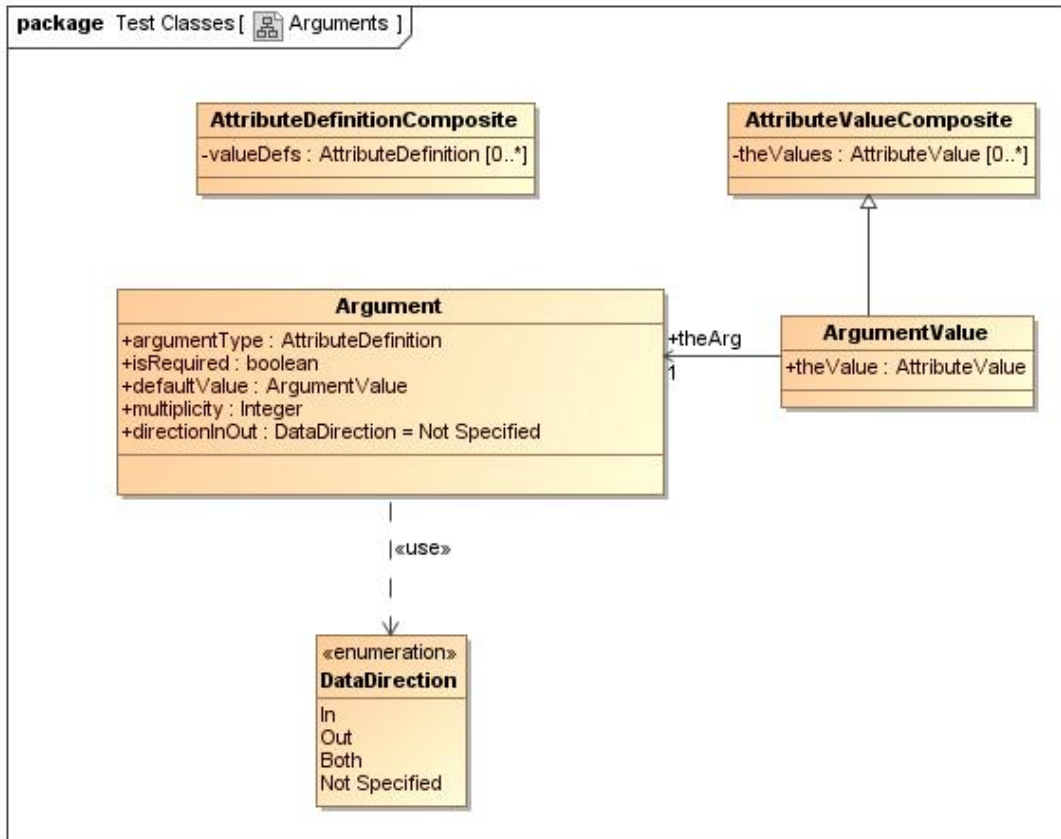 package Test Classes [ Arguments ]
AttributeDefinitionComposite
-valueDefs : AttributeDefinition [0..*]
AttributeValueComposite
-theValues : AttributeValue [0..*]
Argument
+argumentType : AttributeDefinition
+isRequired : boolean
+defaultValue : ArgumentValue
+multiplicity : Integer
+directionInOut : DataDirection = Not Specified
+theArg
1
ArgumentValue
+theValue : AttributeValue
«use»
«enumeration»
DataDirection
In
Out
Both
Not Specified